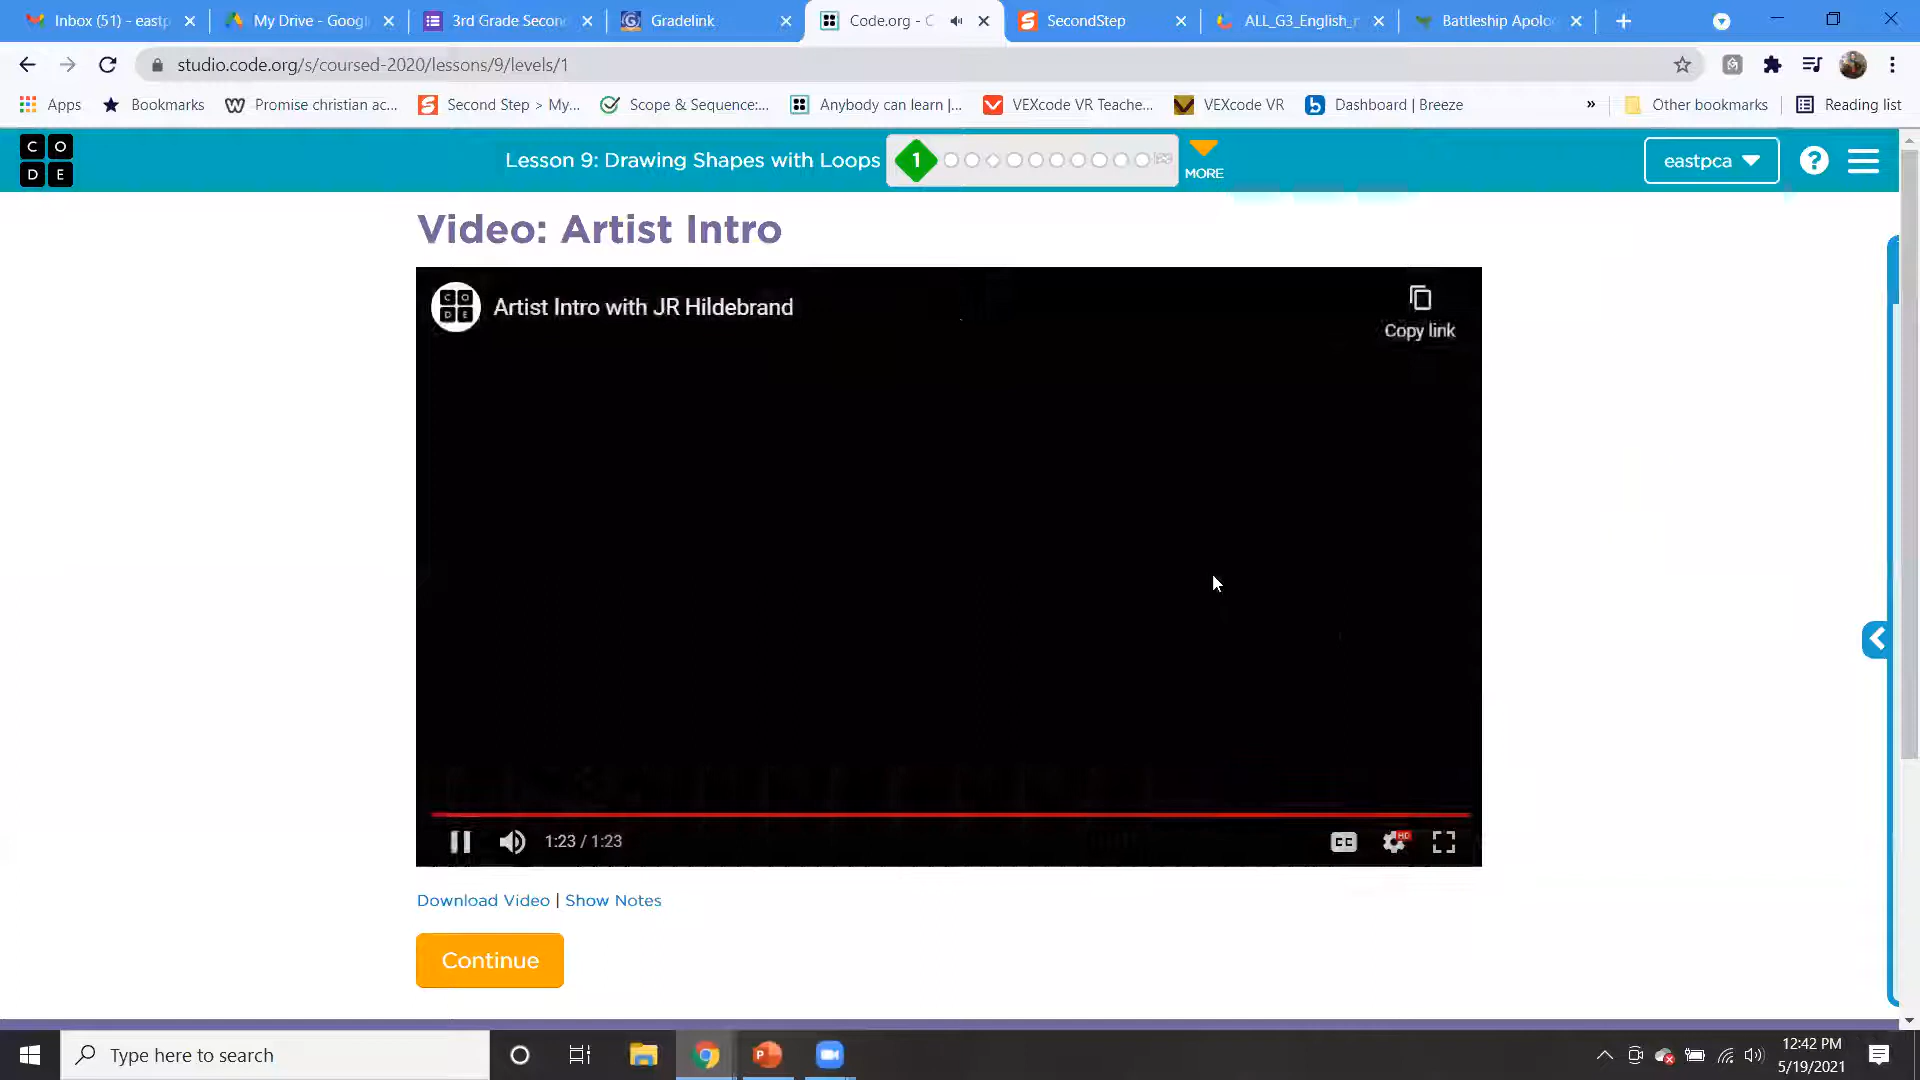 Inbox (51) - eastp
My Drive - Googl
3rd Grade Secon
Gradelink
Code.org - C
SecondStep
ALL_G3_English_r
Battleship Apolo
studio.code.org/s/coursed-2020/lessons/9/levels/1
Apps
Bookmarks
Promise christian ac...
Second Step > My...
Scope & Sequence:...
Anybody can learn |...
VEXcode VR Teache...
VEXcode VR
Dashboard | Breeze
»
Other bookmarks
Reading list
C O
D E
Lesson 9: Drawing Shapes with Loops
1
MORE
eastpca
?
Video: Artist Intro
C O
D E
Artist Intro with JR Hildebrand
Copy link
1:23 / 1:23
CC
HD
Download Video | Show Notes
Continue
Type here to search
12:42 PM
5/19/2021